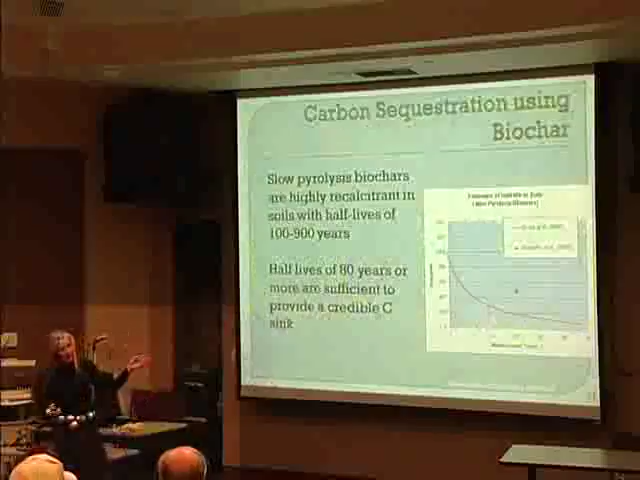 Carbon Sequestration using
Biochar
Slow pyrolysis biochars
are highly recalcitrant in
soils with half-lives of
100-900 years
Half lives of 80 years or
more are sufficient to
provide a credible C
sink